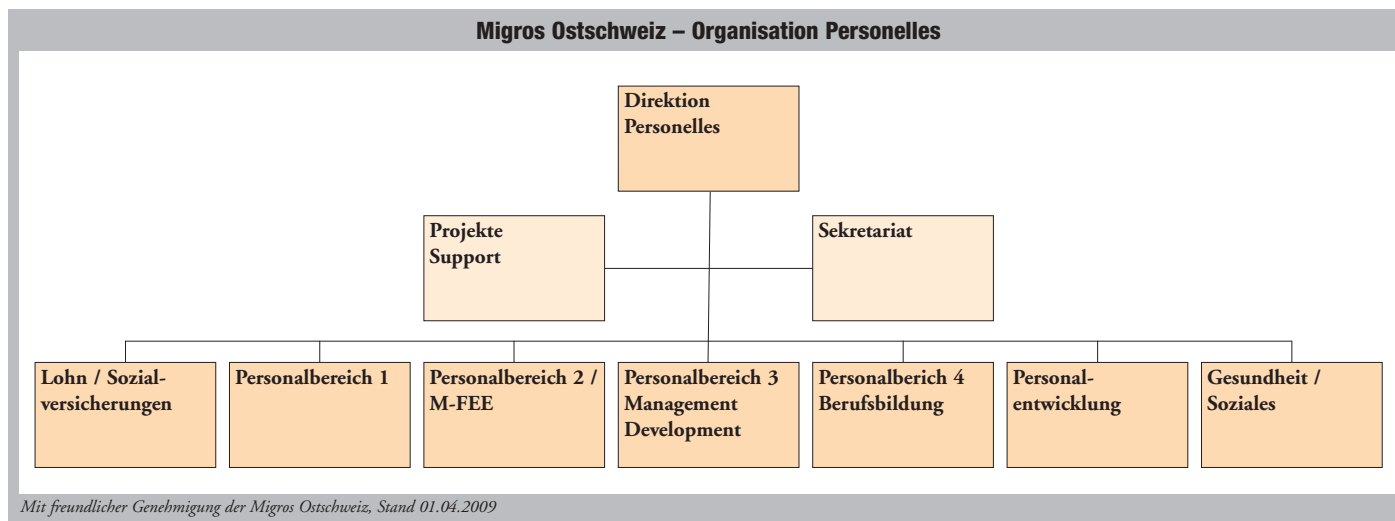 Migros Ostschweiz – Organisation Personelles
Direktion
Personelles
Projekte
Support
Sekretariat
Lohn / Sozial-
versicherungen
Personalbereich 1
Personalbereich 2 /
M-FEE
Personalbereich 3
Management
Development
Personalberich 4
Berufsbildung
Personal-
entwicklung
Gesundheit /
Soziales
Mit freundlicher Genehmigung der Migros Ostschweiz, Stand 01.04.2009